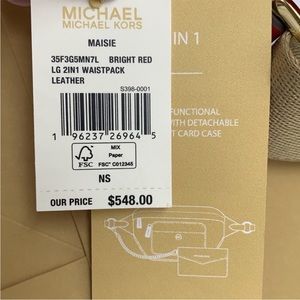 MICHAEL
MICHAEL KORS
MAISIE
35F3G5MN7L BRIGHT RED
LG 2IN1 WAISTPACK
LEATHER
S398-0001
1 96237 26964 5
FSC
MIX
Paper
FSC® C012345
NS
OUR PRICE $548.00
IN 1
FUNCTIONAL
WITH DETACHABLE
CARD CASE